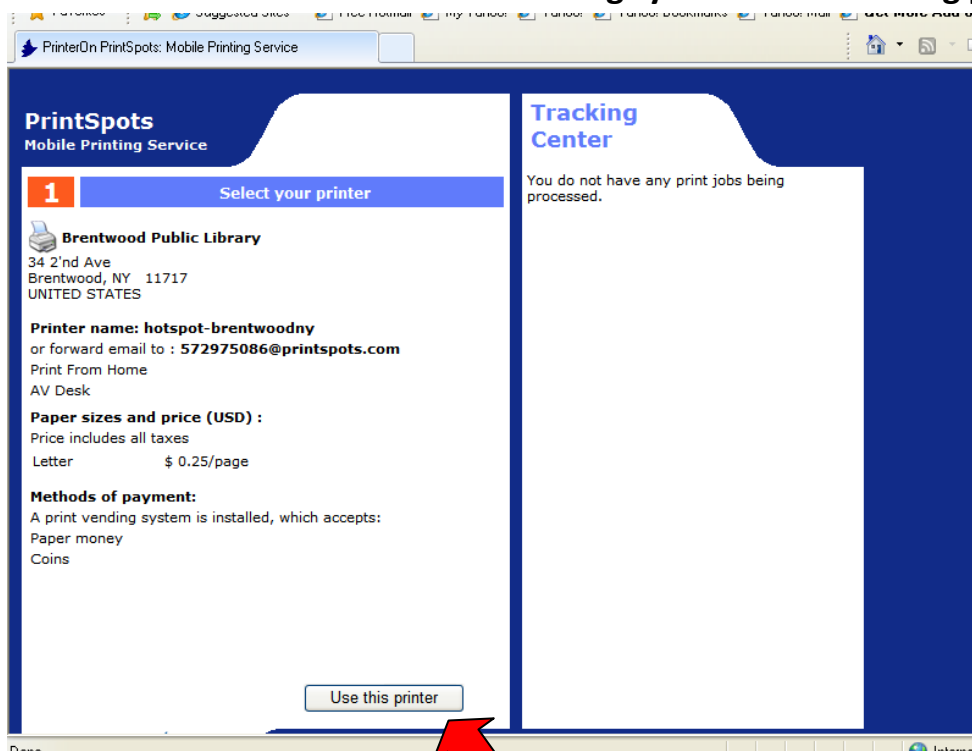 Suggested Sites
PrinterOn PrintSpots: Mobile Printing Service
PrintSpots
Mobile Printing Service
1 Select your printer
Brentwood Public Library
34 2'nd Ave
Brentwood, NY 11717
UNITED STATES
Printer name: hotspot-brentwoodny
or forward email to : 572975086@printspots.com
Print From Home
AV Desk
Paper sizes and price (USD) :
Price includes all taxes
Letter $ 0.25/page
Methods of payment:
A print vending system is installed, which accepts:
Paper money
Coins
Use this printer
Tracking
Center
You do not have any print jobs being
processed.